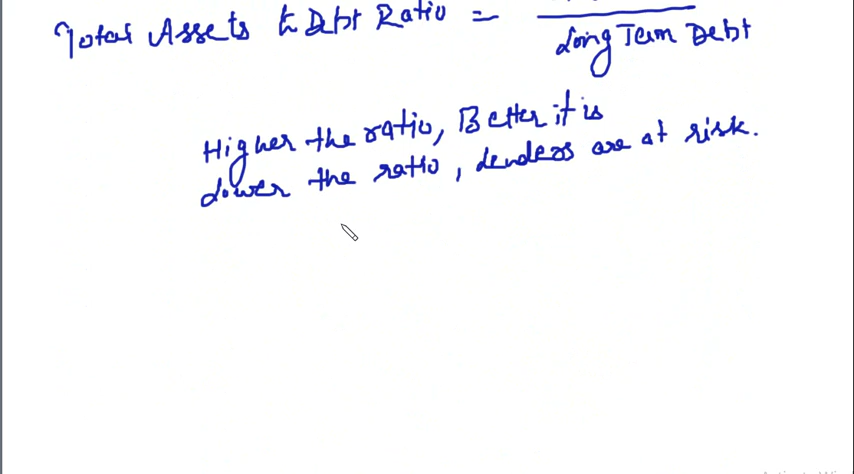 Total Assets to Debt Ratio =
Long Term Debt
Higher the ratio, Better it is
Lower the ratio, lenders are at risk.